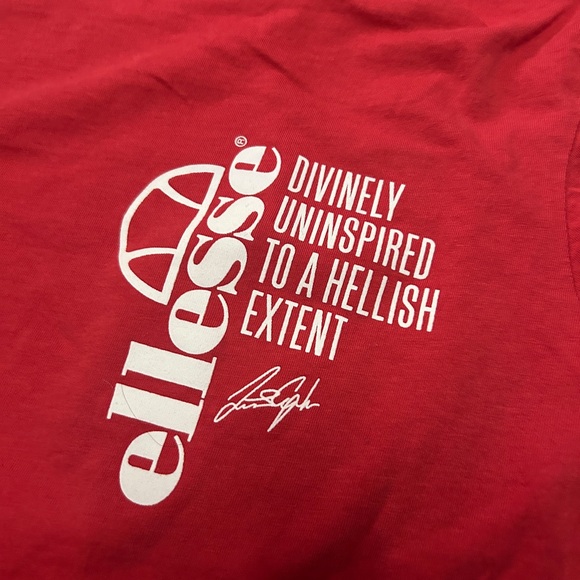 ellesse®
DIVINELY
UNINSPIRED
TO A HELLISH
EXTENT